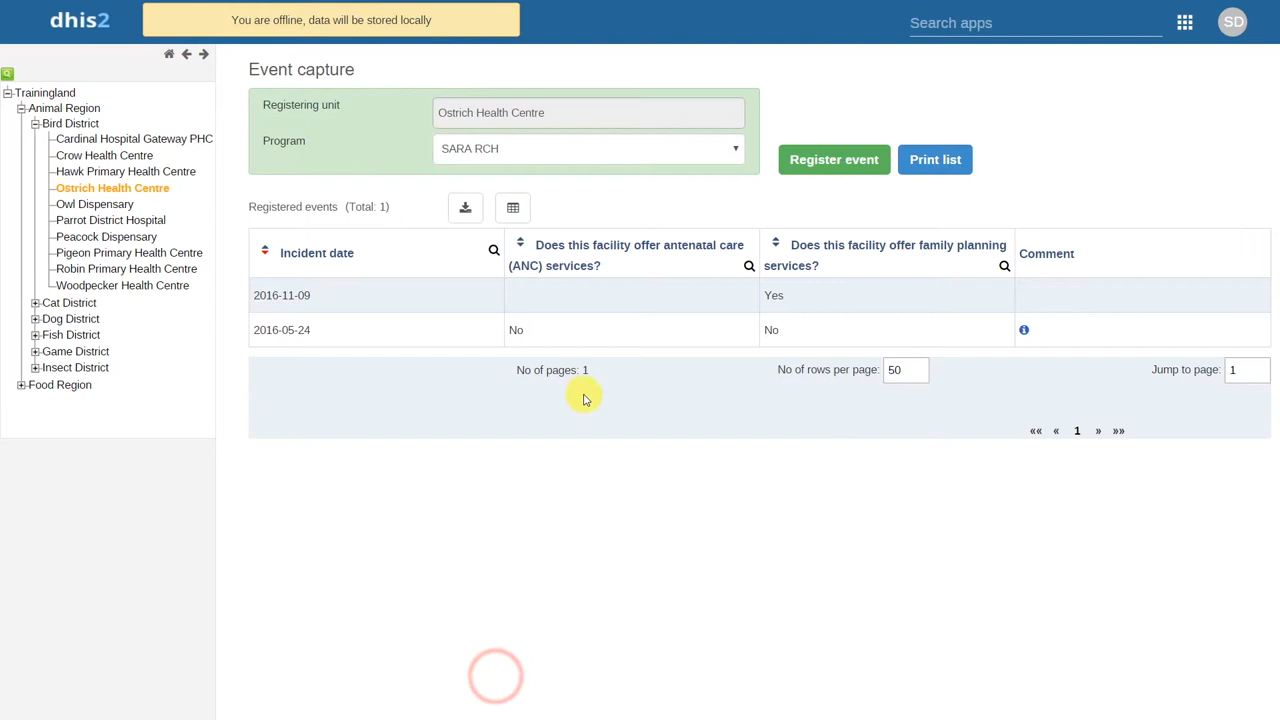 dhis2
You are offline, data will be stored locally
Search apps
SD
Trainingland
Animal Region
Bird District
Cardinal Hospital Gateway PHC
Crow Health Centre
Hawk Primary Health Centre
Ostrich Health Centre
Owl Dispensary
Parrot District Hospital
Peacock Dispensary
Pigeon Primary Health Centre
Robin Primary Health Centre
Woodpecker Health Centre
Cat District
Dog District
Fish District
Game District
Insect District
Food Region
Event capture
Registering unit
Ostrich Health Centre
Program
SARA RCH
Register event
Print list
Registered events (Total: 1)
Incident date
Does this facility offer antenatal care
(ANC) services?
Does this facility offer family planning
services?
Comment
2016-11-09
Yes
2016-05-24
No
No
No of pages: 1
No of rows per page: 50
Jump to page: 1
«« « 1 » »»